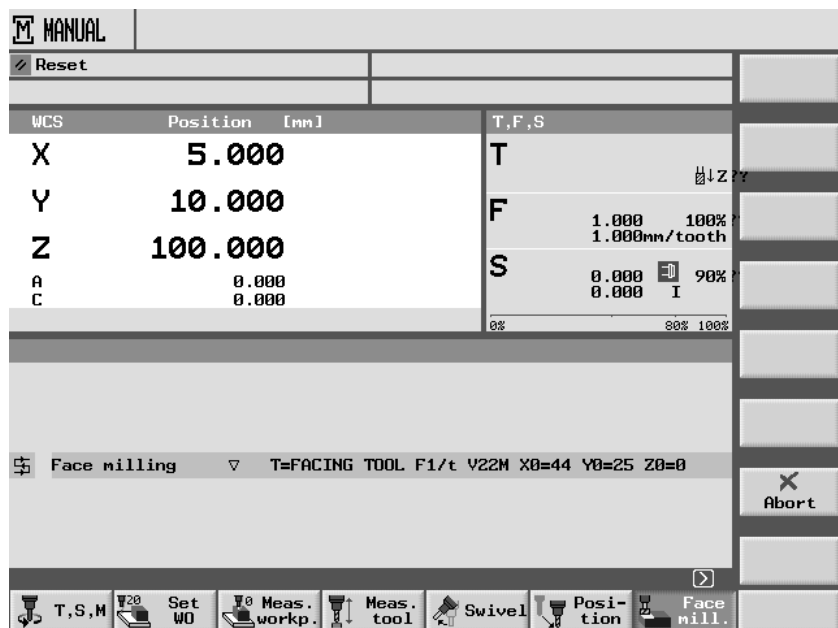 M MANUAL
Reset
WCS Position [mm] T,F,S
X 5.000 T
Z??
Y 10.000 F 1.000 100%?
1.000mm/tooth
Z 100.000 S 0.000 90%?
A 0.000 0.000 I
C 0.000
0% 80% 100%
Face milling ▽ T=FACING TOOL F1/t V22M X0=44 Y0=25 Z0=0
Abort
T,S,M
T20 Set WO
0 Meas. workp.
Meas. tool
Swivel
Posi-
tion
Face
mill.